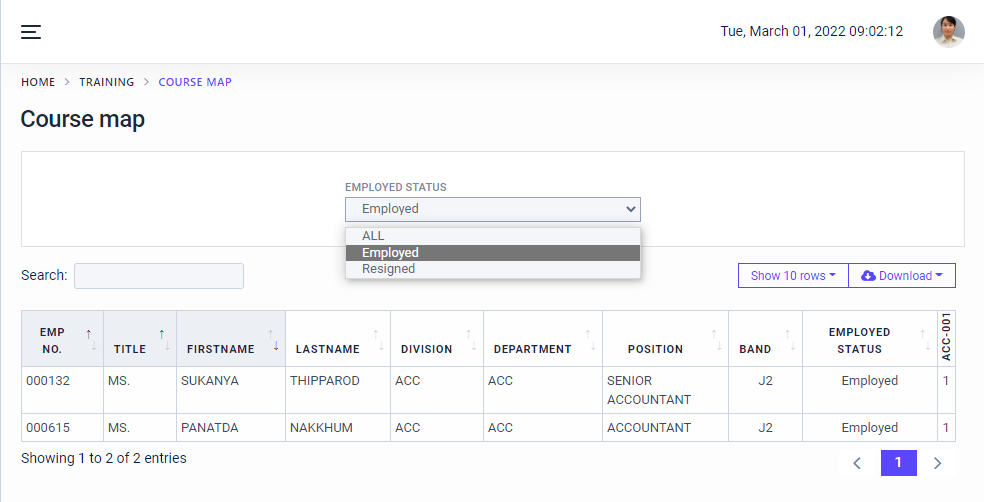 Tue, March 01, 2022 09:02:12
HOME > TRAINING > COURSE MAP
Course map
EMPLOYED STATUS
Employed
ALL
Employed
Resigned
Search:
Show 10 rows Download
EMP NO. TITLE FIRSTNAME LASTNAME DIVISION DEPARTMENT POSITION BAND EMPLOYED STATUS ACC-001
000132 MS. SUKANYA THIPPAROD ACC ACC SENIOR ACCOUNTANT J2 Employed 1
000615 MS. PANATDA NAKKHUM ACC ACC ACCOUNTANT J2 Employed 1
Showing 1 to 2 of 2 entries
< 1 >